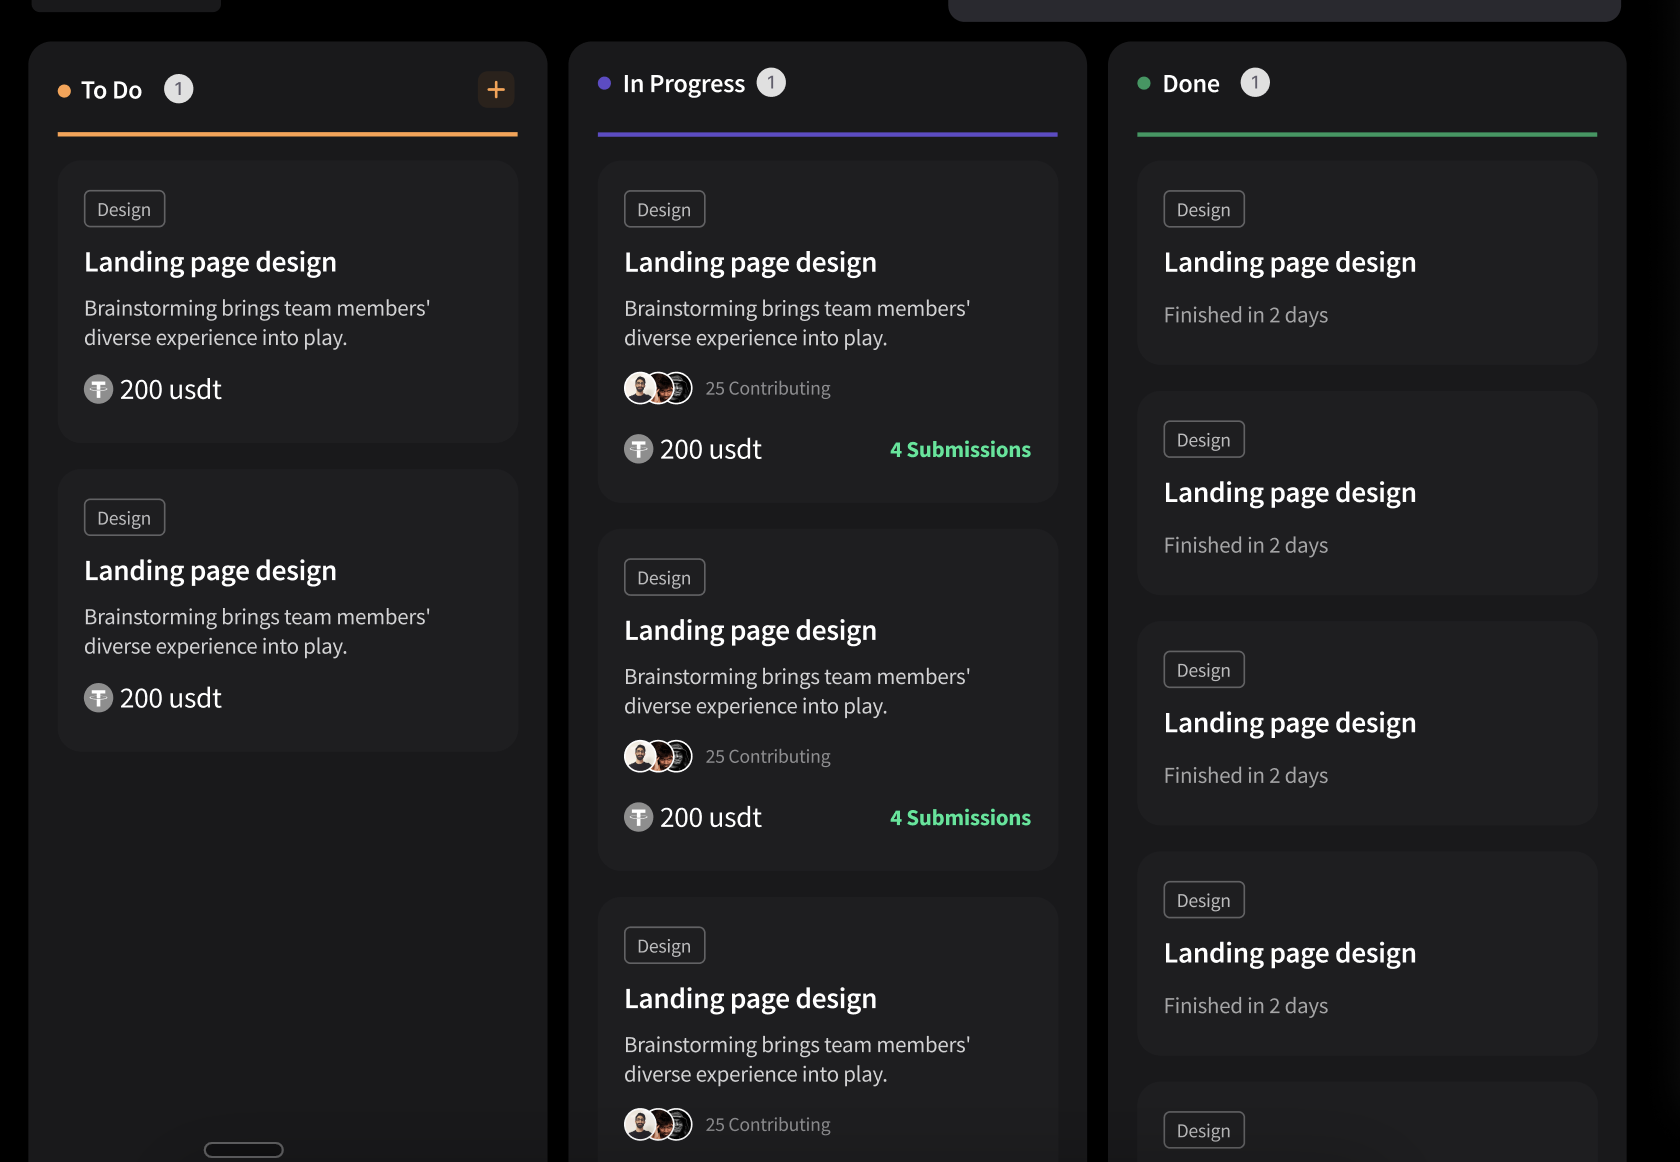 To Do 1 +
Design
Landing page design
Brainstorming brings team members'
diverse experience into play.
200 usdt
Design
Landing page design
Brainstorming brings team members'
diverse experience into play.
200 usdt
In Progress 1
Design
Landing page design
Brainstorming brings team members'
diverse experience into play.
25 Contributing
200 usdt 4 Submissions
Design
Landing page design
Brainstorming brings team members'
diverse experience into play.
25 Contributing
200 usdt 4 Submissions
Design
Landing page design
Brainstorming brings team members'
diverse experience into play.
25 Contributing
Done 1
Design
Landing page design
Finished in 2 days
Design
Landing page design
Finished in 2 days
Design
Landing page design
Finished in 2 days
Design
Landing page design
Finished in 2 days
Design